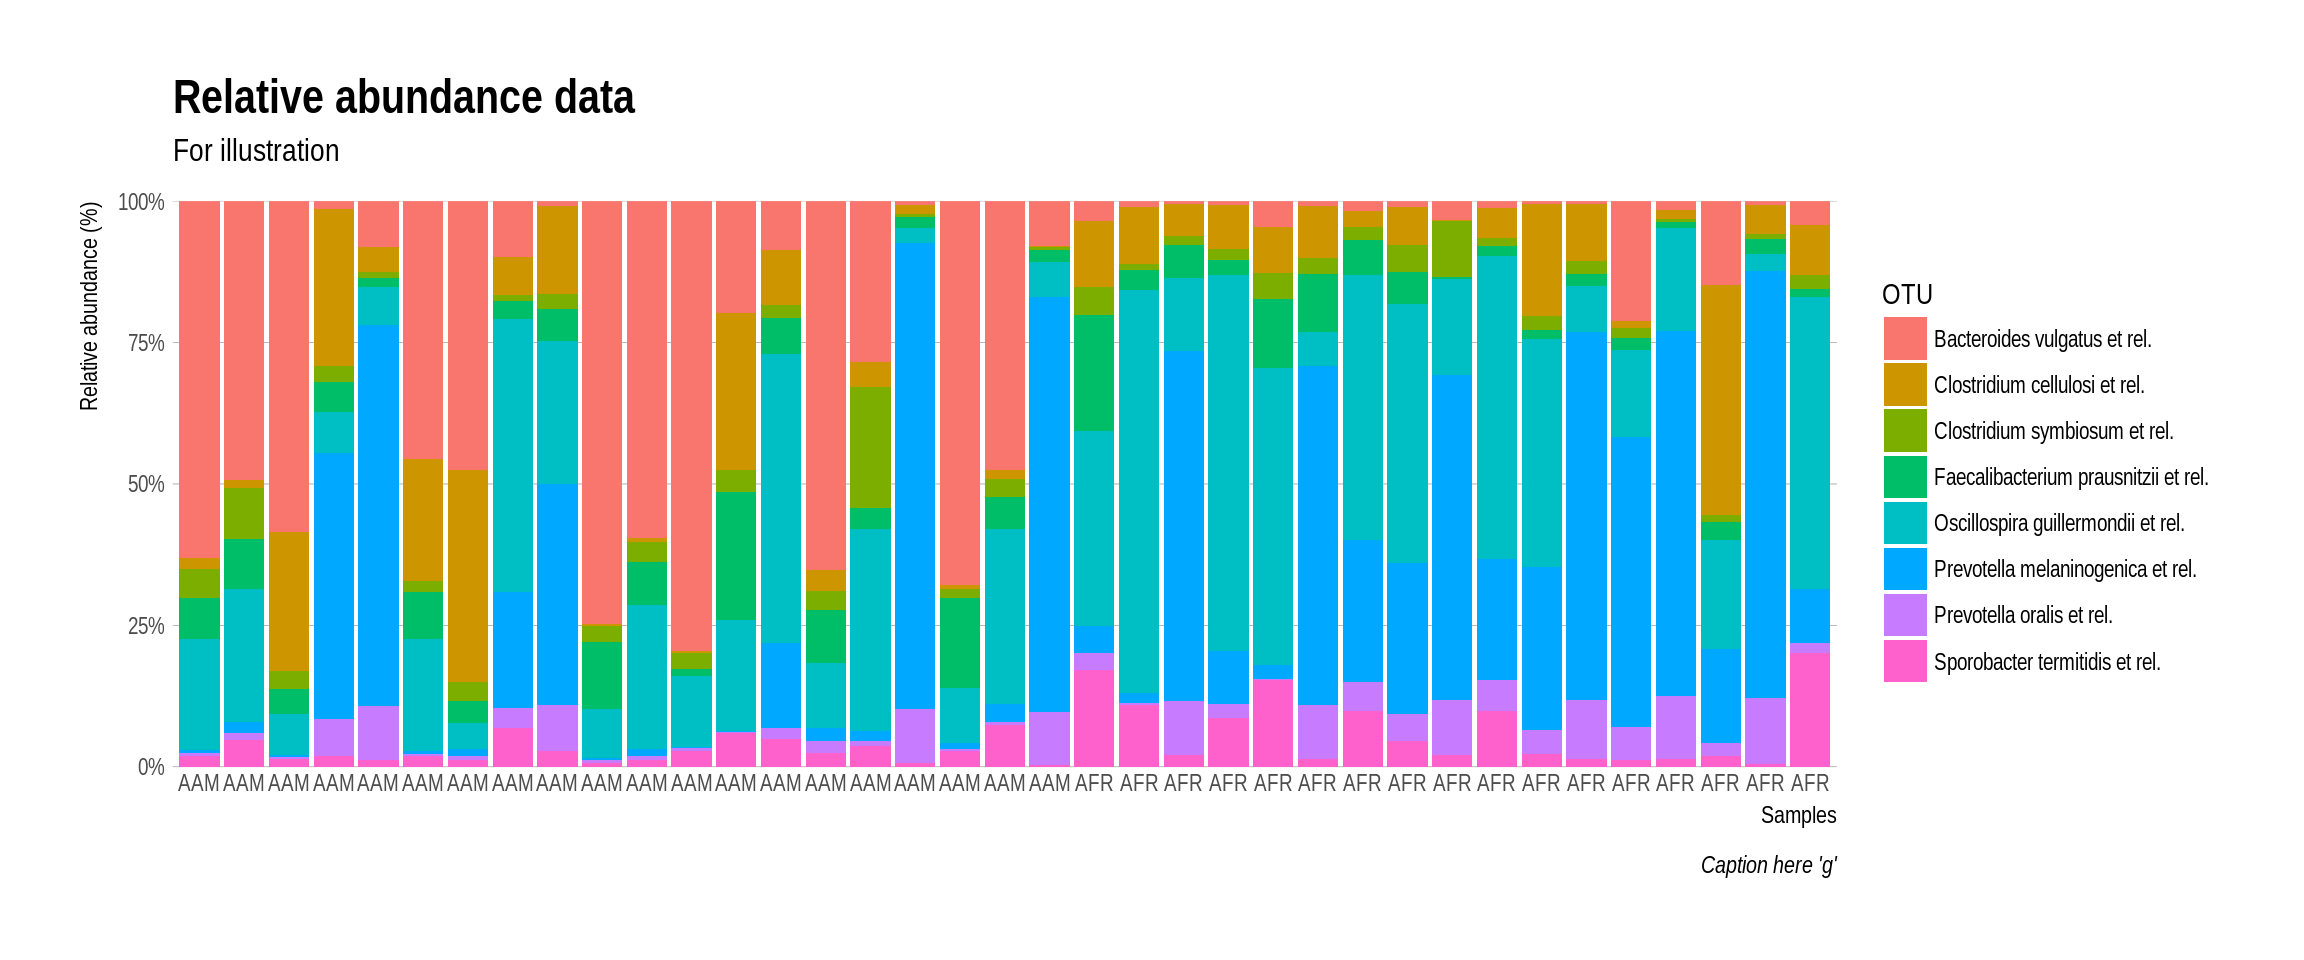 Relative abundance data
For illustration
Relative abundance (%)
100%
75%
50%
25%
0%
AAM AAM AAM AAM AAM AAM AAM AAM AAM AAM AAM AAM AAM AAM AAM AAM AAM AAM AAM AAM AFR AFR AFR AFR AFR AFR AFR AFR AFR AFR AFR AFR AFR AFR AFR AFR AFR
Samples
Caption here 'g'
OTU
Bacteroides vulgatus et rel.
Clostridium cellulosi et rel.
Clostridium symbiosum et rel.
Faecalibacterium prausnitzii et rel.
Oscillospira guillermondii et rel.
Prevotella melaninogenica et rel.
Prevotella oralis et rel.
Sporobacter termitidis et rel.